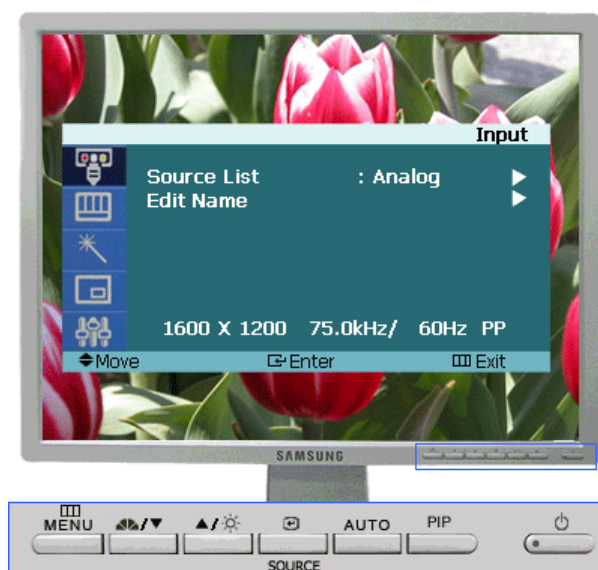 Input
Source List : Analog
Edit Name
1600 X 1200 75.0kHz/ 60Hz PP
Move Enter Exit
SAMSUNG
MENU AUTO PIP
SOURCE